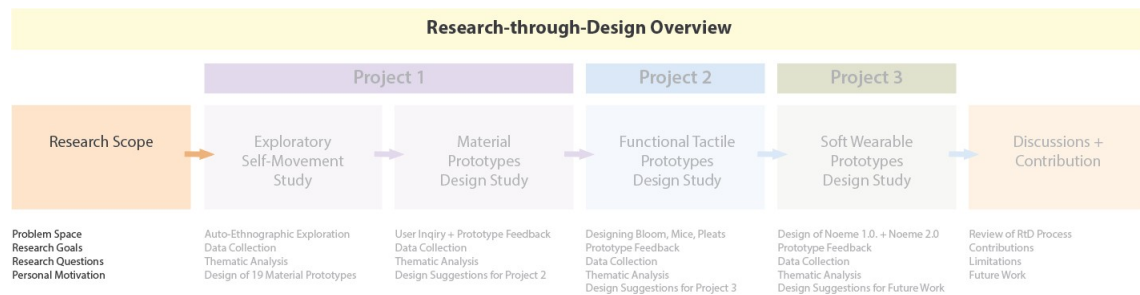 Research-through-Design Overview
Project 1
Project 2
Project 3
Research Scope
Exploratory
Self-Movement
Study
Material
Prototypes
Design Study
Functional Tactile
Prototypes
Design Study
Soft Wearable
Prototypes
Design Study
Discussions +
Contribution
Problem Space
Research Goals
Research Questions
Personal Motivation
Auto-Ethnographic Exploration
Data Collection
Thematic Analysis
Design of 19 Material Prototypes
User Inqiry + Prototype Feedback
Data Collection
Thematic Analysis
Design Suggestions for Project 2
Designing Bloom, Mice, Pleats
Prototype Feedback
Data Collection
Thematic Analysis
Design Suggestions for Project 3
Design of Noeme 1.0. + Noeme 2.0
Prototype Feedback
Data Collection
Thematic Analysis
Design Suggestions for Future Work
Review of RtD Process
Contributions
Limitations
Future Work